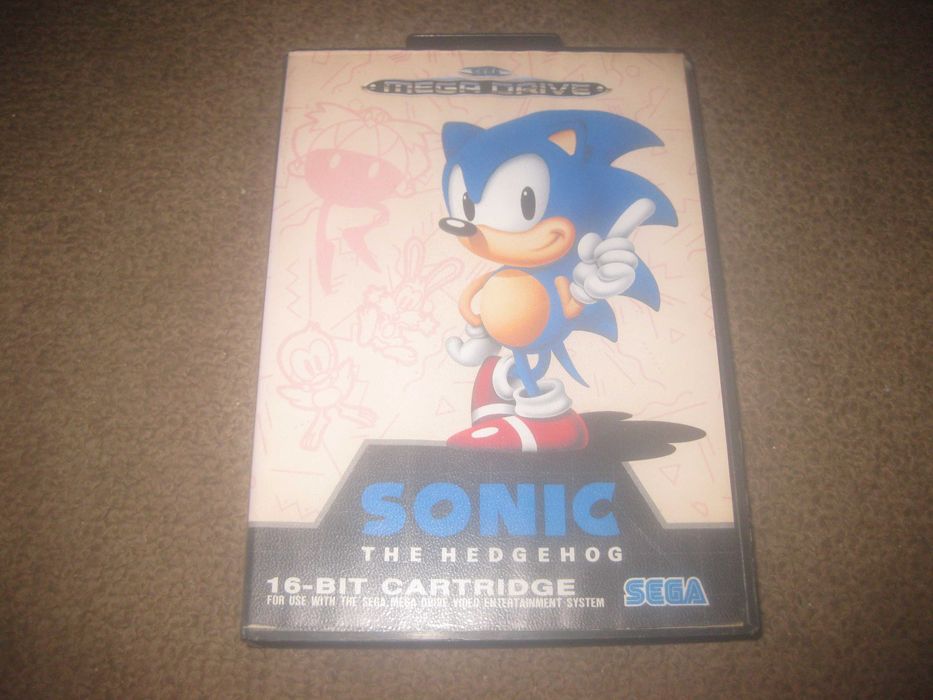 MEGA DRIVE
SONIC
THE HEDGEHOG
16-BIT CARTRIDGE
FOR USE WITH THE SEGA MEGA DRIVE VIDEO ENTERTAINMENT SYSTEM
SEGA